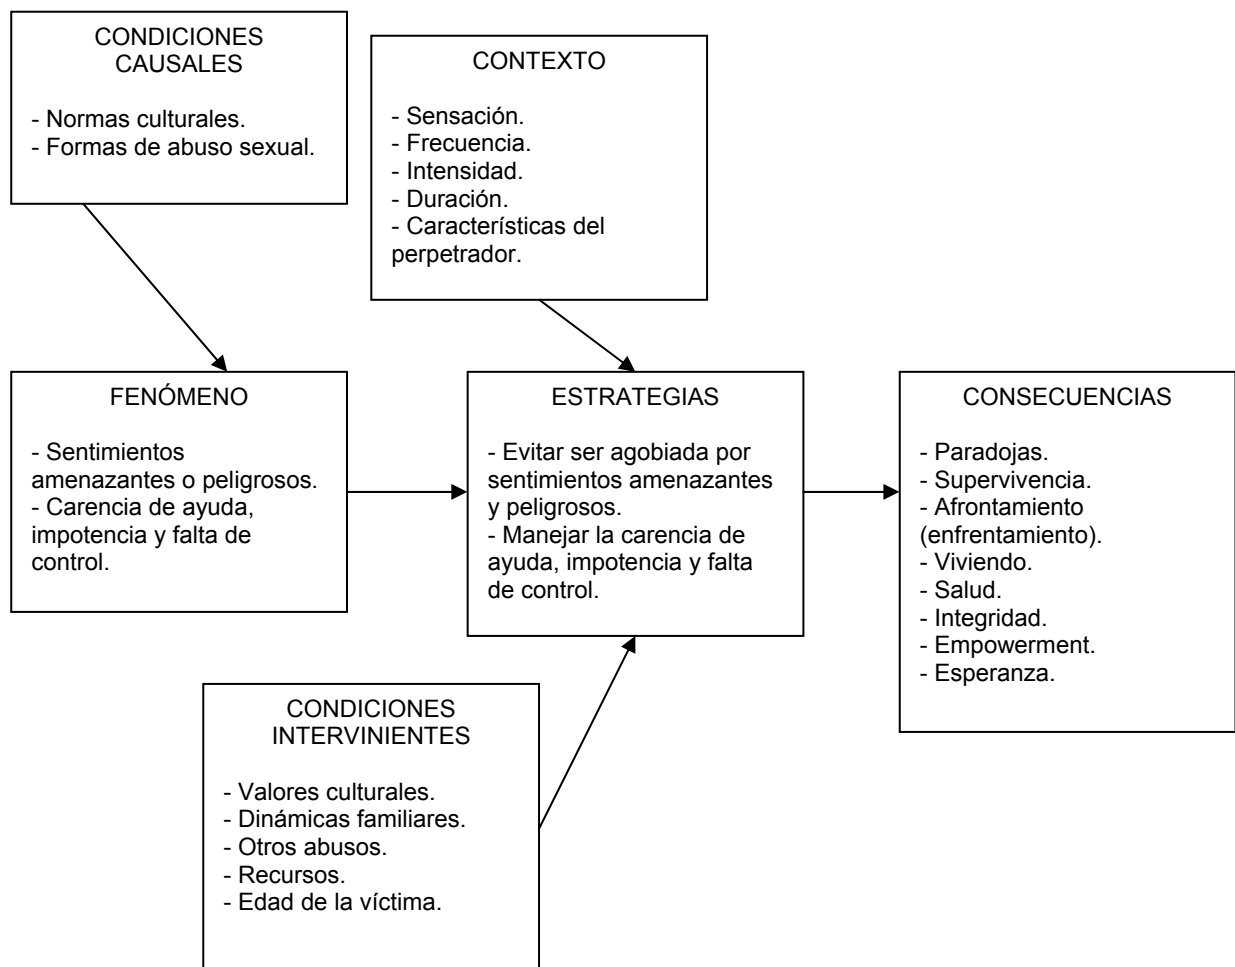 CONDICIONES
CAUSALES
- Normas culturales.
- Formas de abuso sexual.
CONTEXTO
- Sensación.
- Frecuencia.
- Intensidad.
- Duración.
- Características del
perpetrador.
FENÓMENO
- Sentimientos
amenazantes o peligrosos.
- Carencia de ayuda,
impotencia y falta de
control.
ESTRATEGIAS
- Evitar ser agobiada por
sentimientos amenazantes
y peligrosos.
- Manejar la carencia de
ayuda, impotencia y falta
de control.
CONSECUENCIAS
- Paradojas.
- Supervivencia.
- Afrontamiento
(enfrentamiento).
- Viviendo.
- Salud.
- Integridad.
- Empowerment.
- Esperanza.
CONDICIONES
INTERVINIENTES
- Valores culturales.
- Dinámicas familiares.
- Otros abusos.
- Recursos.
- Edad de la víctima.